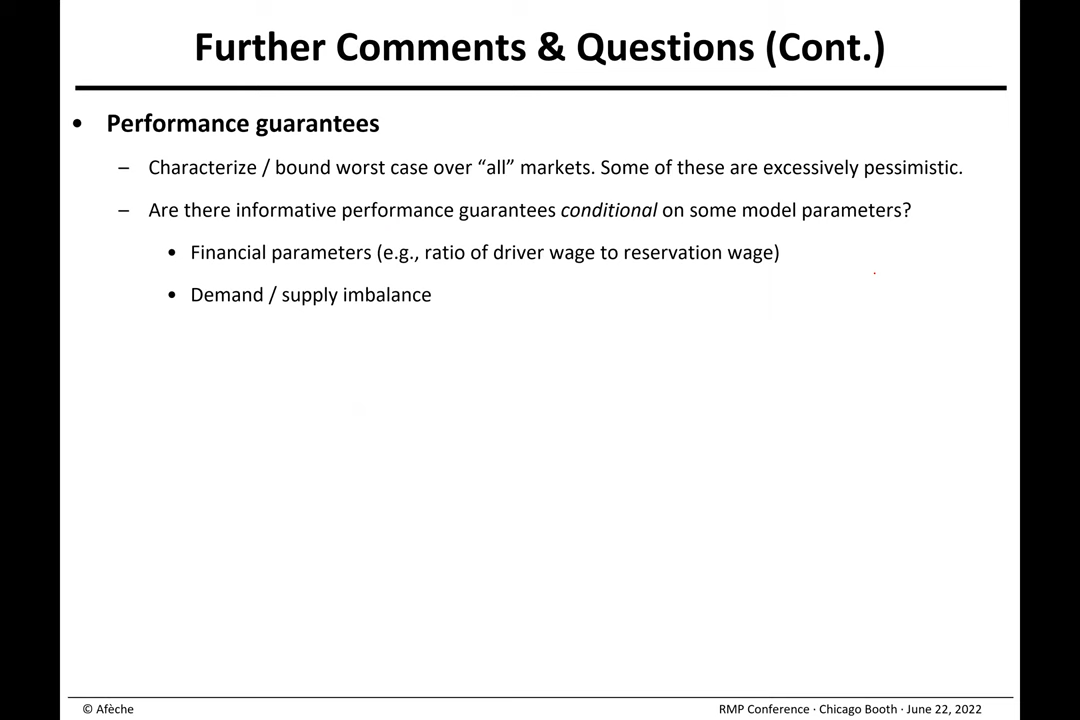 Further Comments & Questions (Cont.)
• Performance guarantees
– Characterize / bound worst case over “all” markets. Some of these are excessively pessimistic.
– Are there informative performance guarantees conditional on some model parameters?
• Financial parameters (e.g., ratio of driver wage to reservation wage)
• Demand / supply imbalance
© Afèche
RMP Conference · Chicago Booth · June 22, 2022